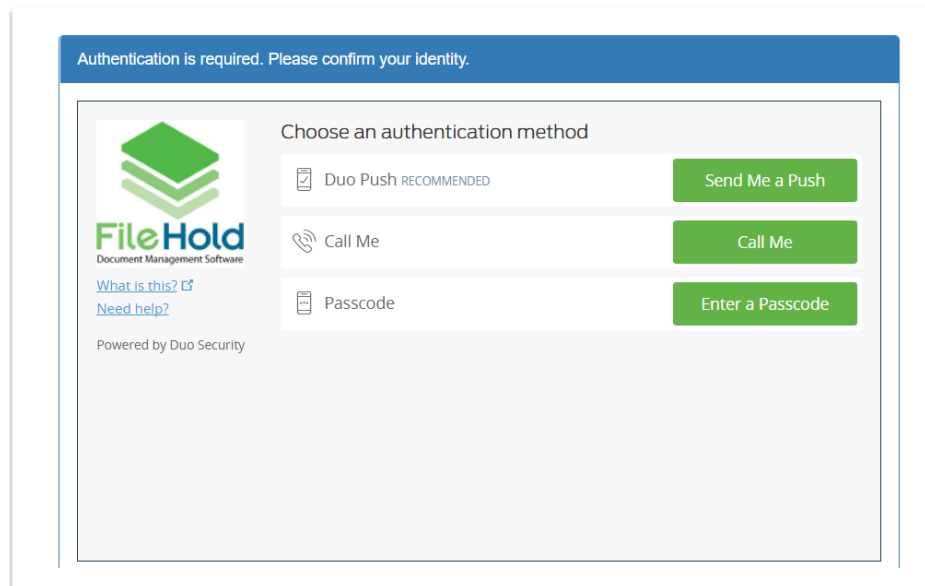 Authentication is required. Please confirm your identity.
FileHold
Document Management Software
What is this?
Need help?
Powered by Duo Security
Choose an authentication method
Duo Push RECOMMENDED
Send Me a Push
Call Me
Call Me
Passcode
Enter a Passcode